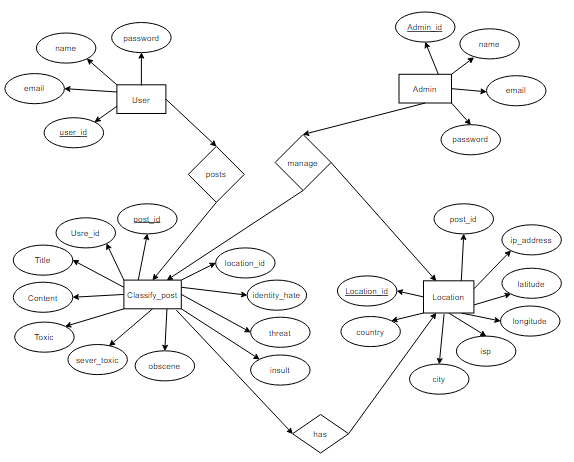 Admin_id
password
name
name
email
User
Admin
email
user_id
password
posts
manage
post_id
post_id
Usre_id
ip_address
Title
location_id
latitude
Content
Classify_post
identity_hate
Location_id
Location
longitude
Toxic
threat
country
sever_toxic
obscene
insult
isp
city
has